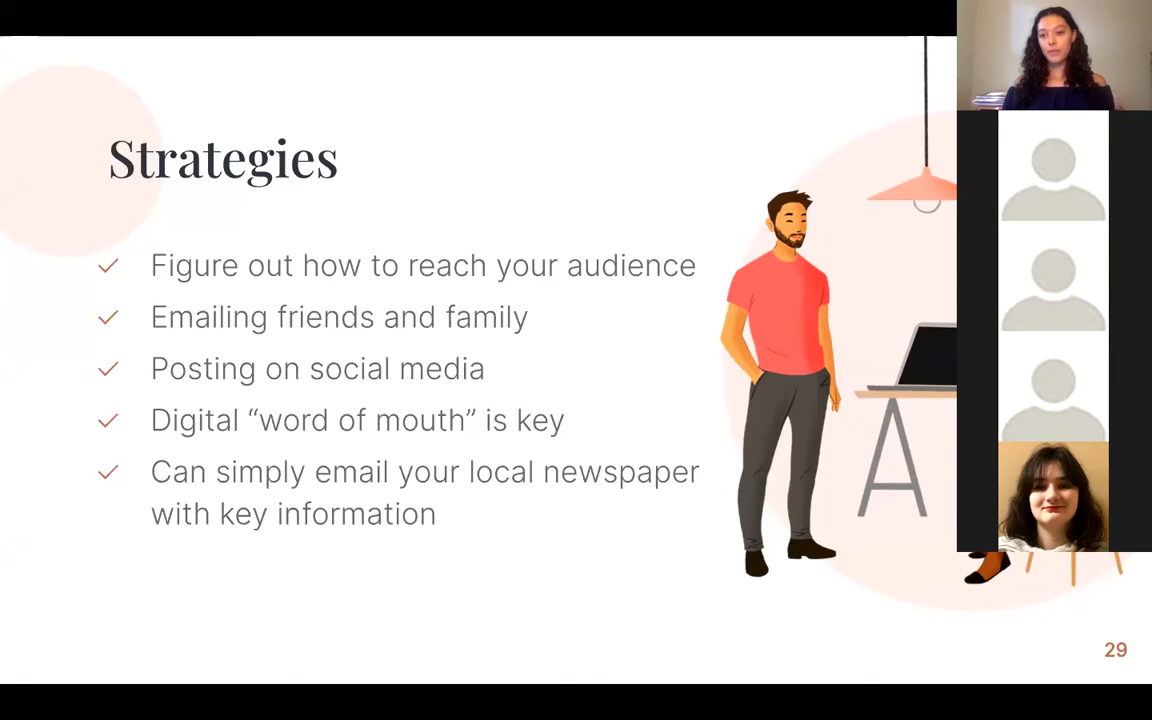 Strategies
Figure out how to reach your audience
Emailing friends and family
Posting on social media
Digital “word of mouth” is key
Can simply email your local newspaper
with key information
29